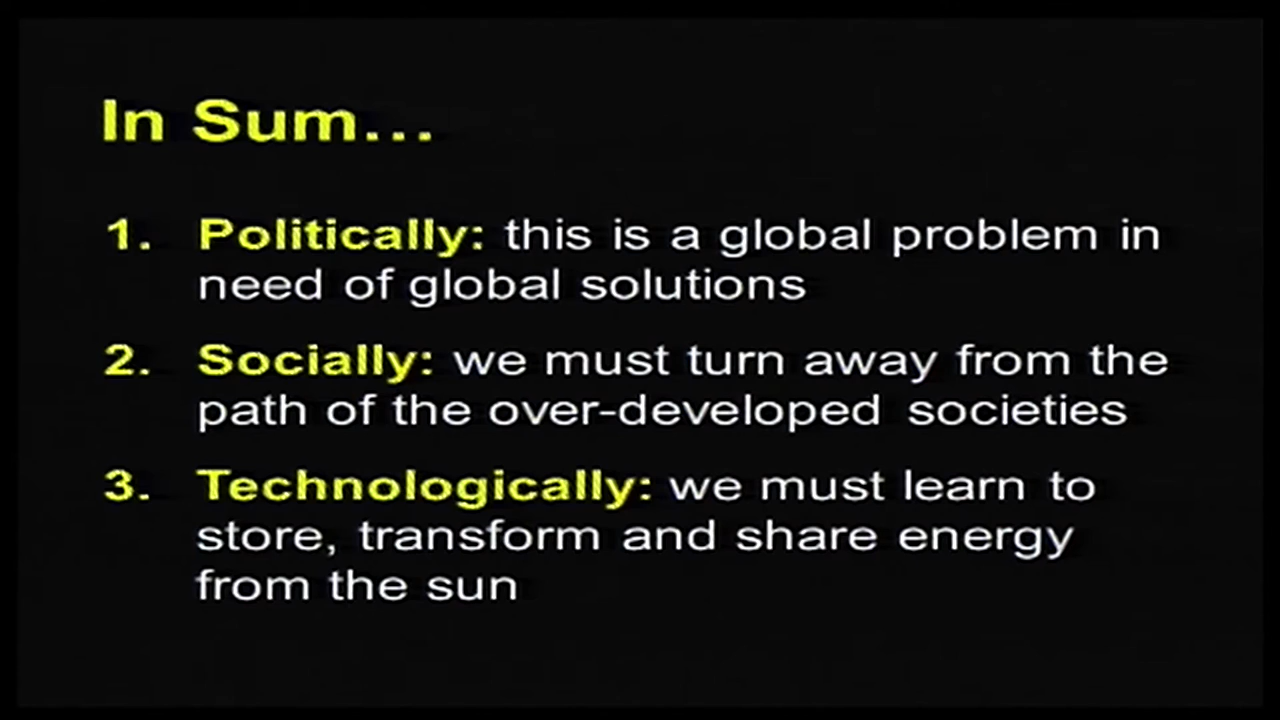 In Sum...
1. Politically: this is a global problem in
need of global solutions
2. Socially: we must turn away from the
path of the over-developed societies
3. Technologically: we must learn to
store, transform and share energy
from the sun